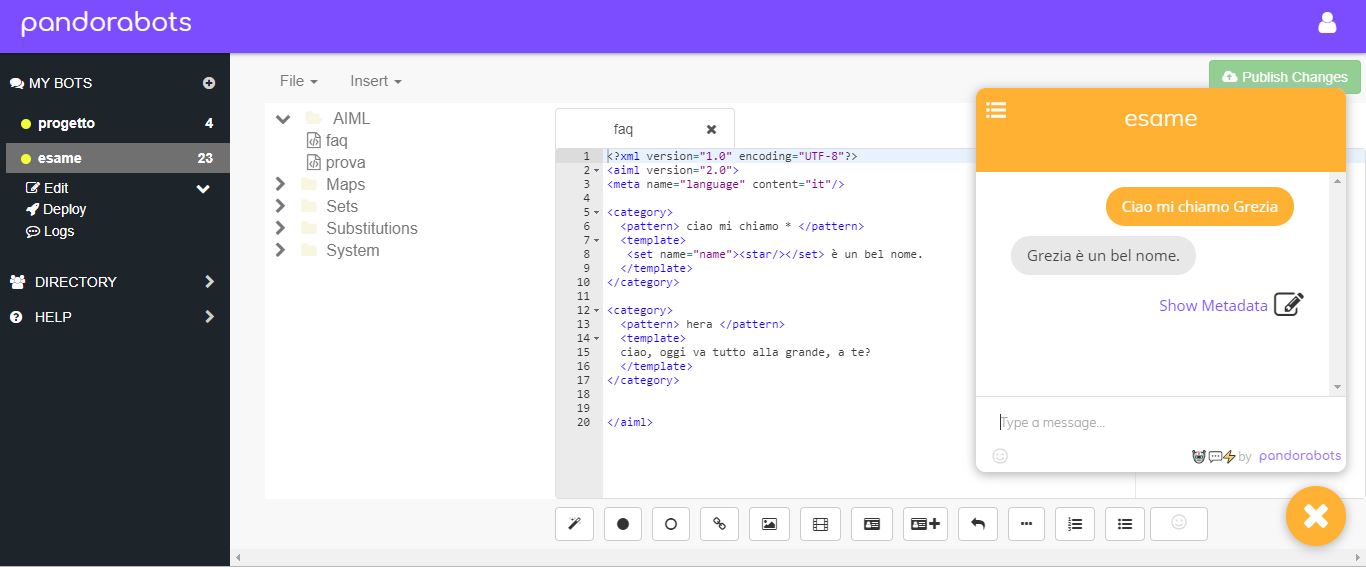 pandorabots
MY BOTS
progetto 4
esame 23
Edit
Deploy
Logs
DIRECTORY
HELP
File Insert
Publish Changes
AIML
faq
prova
Maps
Sets
Substitutions
System
faq
1 <?xml version="1.0" encoding="UTF-8"?>
2 <aiml version="2.0">
3 <meta name="language" content="it"/>
4
5 <category>
6 <pattern> ciao mi chiamo * </pattern>
7 <template>
8 <set name="name"><star/></set> è un bel nome.
9 </template>
10 </category>
11
12 <category>
13 <pattern> hera </pattern>
14 <template>
15 ciao, oggi va tutto alla grande, a te?
16 </template>
17 </category>
18
19
20 </aiml>
esame
Ciao mi chiamo Grezia
Grezia è un bel nome.
Show Metadata
Type a message...
by pandorabots